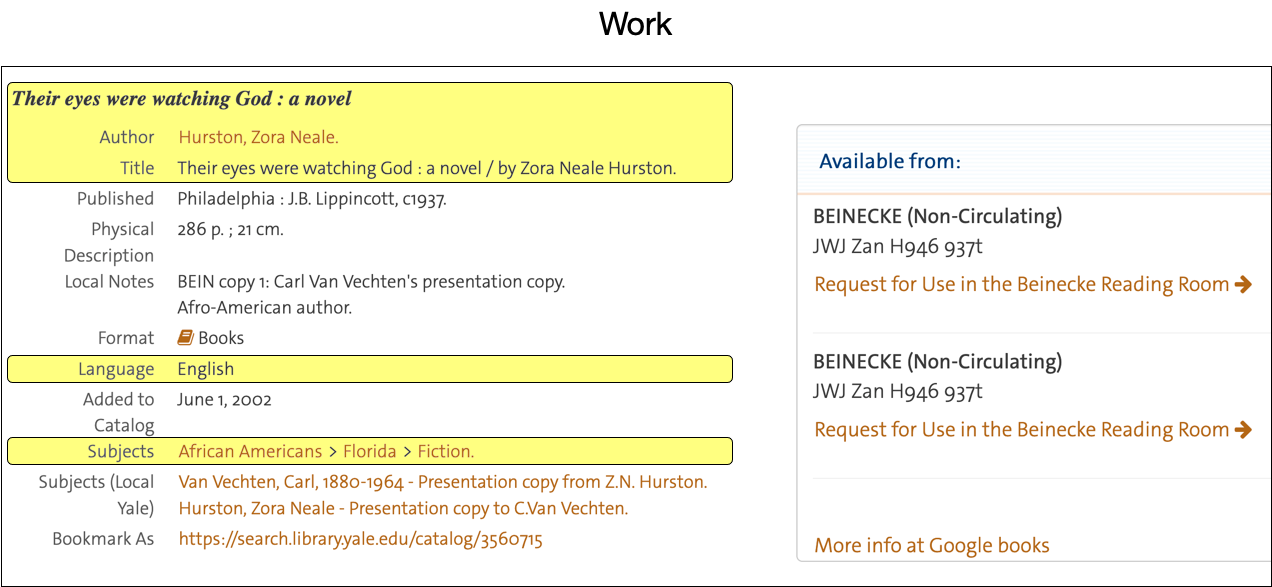 Work
Their eyes were watching God : a novel
Author Hurston, Zora Neale.
Title Their eyes were watching God : a novel / by Zora Neale Hurston.
Published Philadelphia : J.B. Lippincott, c1937.
Physical Description 286 p. ; 21 cm.
Local Notes BEIN copy 1: Carl Van Vechten's presentation copy.
Afro-American author.
Format Books
Language English
Added to Catalog June 1, 2002
Subjects African Americans > Florida > Fiction.
Subjects (Local Yale) Van Vechten, Carl, 1880-1964 - Presentation copy from Z.N. Hurston.
Hurston, Zora Neale - Presentation copy to C.Van Vechten.
Bookmark As https://search.library.yale.edu/catalog/3560715
Available from:
BEINECKE (Non-Circulating)
JWJ Zan H946 937t
Request for Use in the Beinecke Reading Room
BEINECKE (Non-Circulating)
JWJ Zan H946 937t
Request for Use in the Beinecke Reading Room
More info at Google books